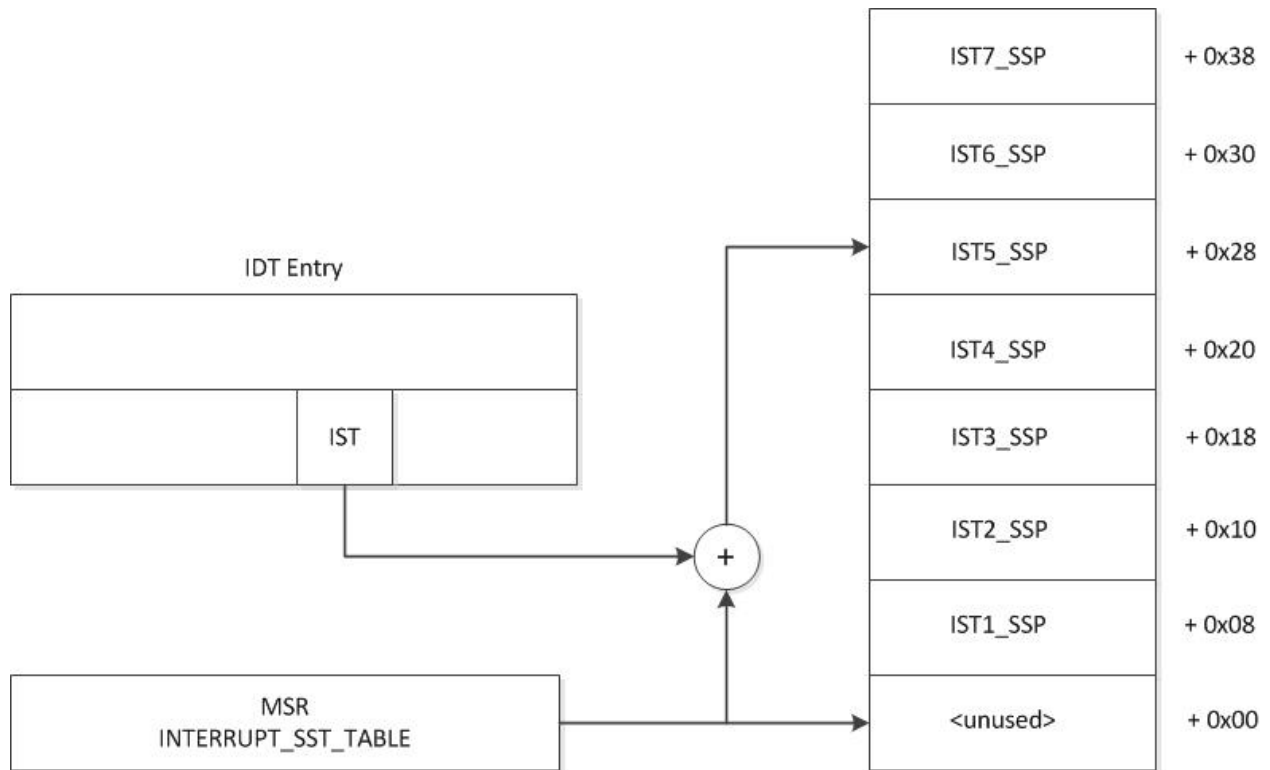 IST7_SSP + 0x38
IST6_SSP + 0x30
IST5_SSP + 0x28
IDT Entry
IST4_SSP + 0x20
IST IST3_SSP + 0x18
IST2_SSP + 0x10
+
IST1_SSP + 0x08
MSR
INTERRUPT_SST_TABLE
<unused> + 0x00